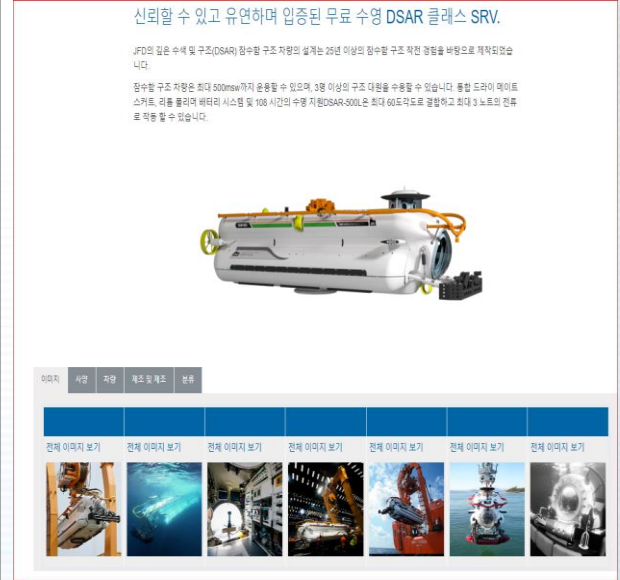 신뢰할 수 있고 유연하며 입증된 무료 수영 DSAR 클래스 SRV.
JFD의 깊은 수색 및 구조(DSAR) 잠수함 구조 차량의 설계는 25년 이상의 잠수함 구조 작전 경험을 바탕으로 제작되었습
니다.
잠수함 구조 차량은 최대 500msw까지 운용할 수 있으며, 3명 이상의 구조 대원을 수용할 수 있습니다. 통합 드라이 메이트
스커트, 리튬 폴리머 배터리 시스템 및 108 시간의 수명 지원DSAR-500L은 최대 60도각도로 결합하고 최대 3 노트의 전류
로 작동 할 수 있습니다.
이미지 사양 차량 제조 및 제조 분류
전체 이미지 보기 전체 이미지 보기 전체 이미지 보기 전체 이미지 보기 전체 이미지 보기 전체 이미지 보기 전체 이미지 보기